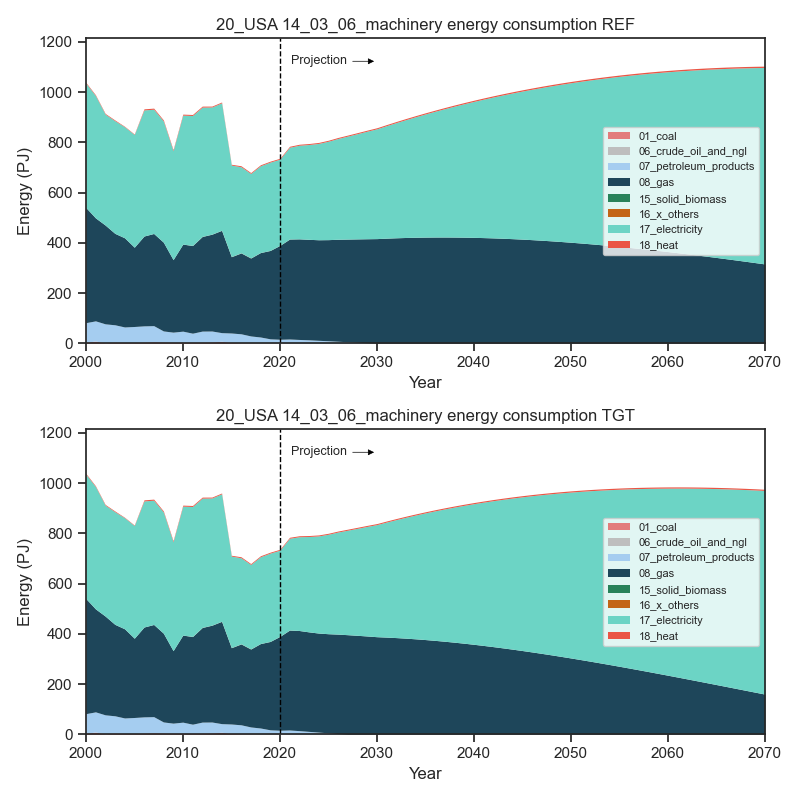 20_USA 14_03_06_machinery energy consumption REF
1200
1000
800
600
400
200
0
Energy (PJ)
Projection
01_coal
06_crude_oil_and_ngl
07_petroleum_products
08_gas
15_solid_biomass
16_x_others
17_electricity
18_heat
2000 2010 2020 2030 2040 2050 2060 2070
Year
20_USA 14_03_06_machinery energy consumption TGT
1200
1000
800
600
400
200
0
Energy (PJ)
Projection
01_coal
06_crude_oil_and_ngl
07_petroleum_products
08_gas
15_solid_biomass
16_x_others
17_electricity
18_heat
2000 2010 2020 2030 2040 2050 2060 2070
Year